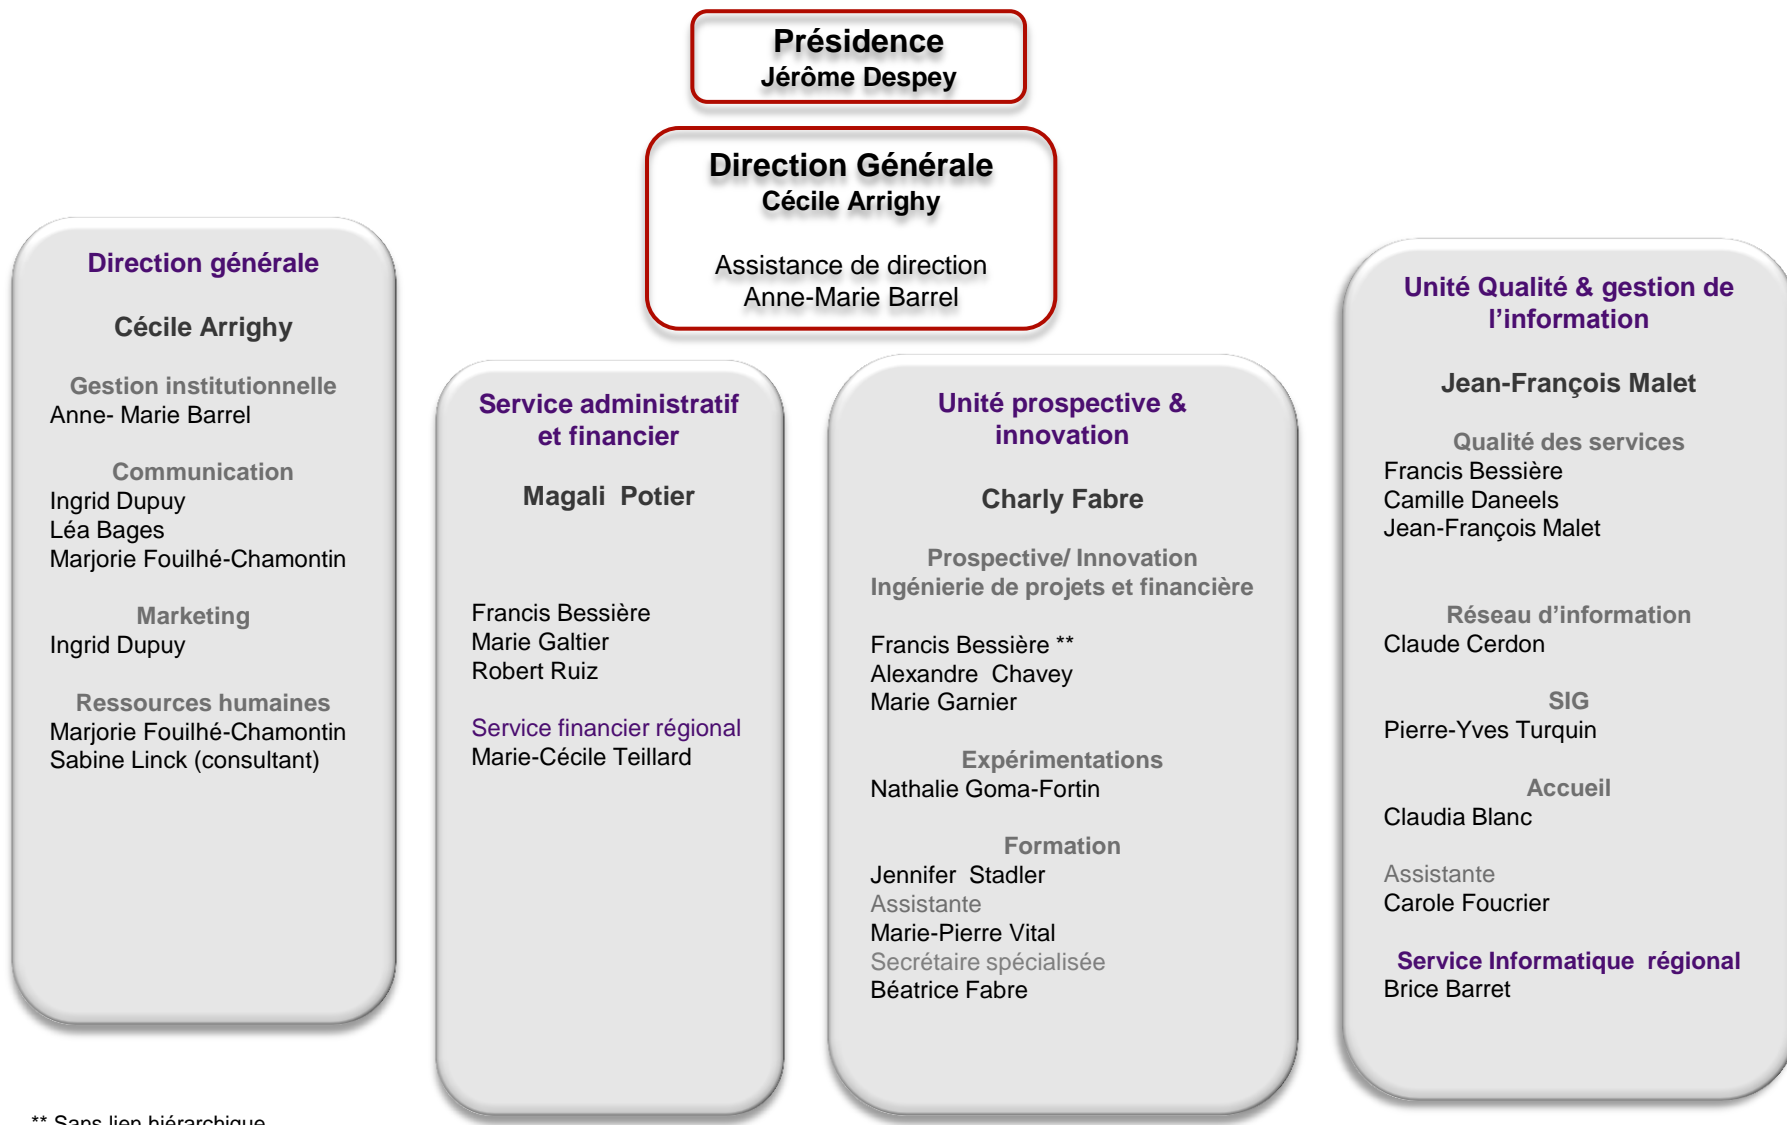 Présidence
Jérôme Despey
Direction Générale
Cécile Arrighy
Assistance de direction
Anne-Marie Barrel
Direction générale
Cécile Arrighy
Gestion institutionnelle
Anne- Marie Barrel
Communication
Ingrid Dupuy
Léa Bages
Marjorie Fouilhé-Chamontin
Marketing
Ingrid Dupuy
Ressources humaines
Marjorie Fouilhé-Chamontin
Sabine Linck (consultant)
Service administratif
et financier
Magali Potier
Francis Bessière
Marie Galtier
Robert Ruiz
Service financier régional
Marie-Cécile Teillard
Unité prospective &
innovation
Charly Fabre
Prospective/ Innovation
Ingénierie de projets et financière
Francis Bessière **
Alexandre Chavey
Marie Garnier
Expérimentations
Nathalie Goma-Fortin
Formation
Jennifer Stadler
Assistante
Marie-Pierre Vital
Secrétaire spécialisée
Béatrice Fabre
Unité Qualité & gestion de
l’information
Jean-François Malet
Qualité des services
Francis Bessière
Camille Daneels
Jean-François Malet
Réseau d’information
Claude Cerdon
SIG
Pierre-Yves Turquin
Accueil
Claudia Blanc
Assistante
Carole Foucrier
Service Informatique régional
Brice Barret
** Sans lien hiérarchique